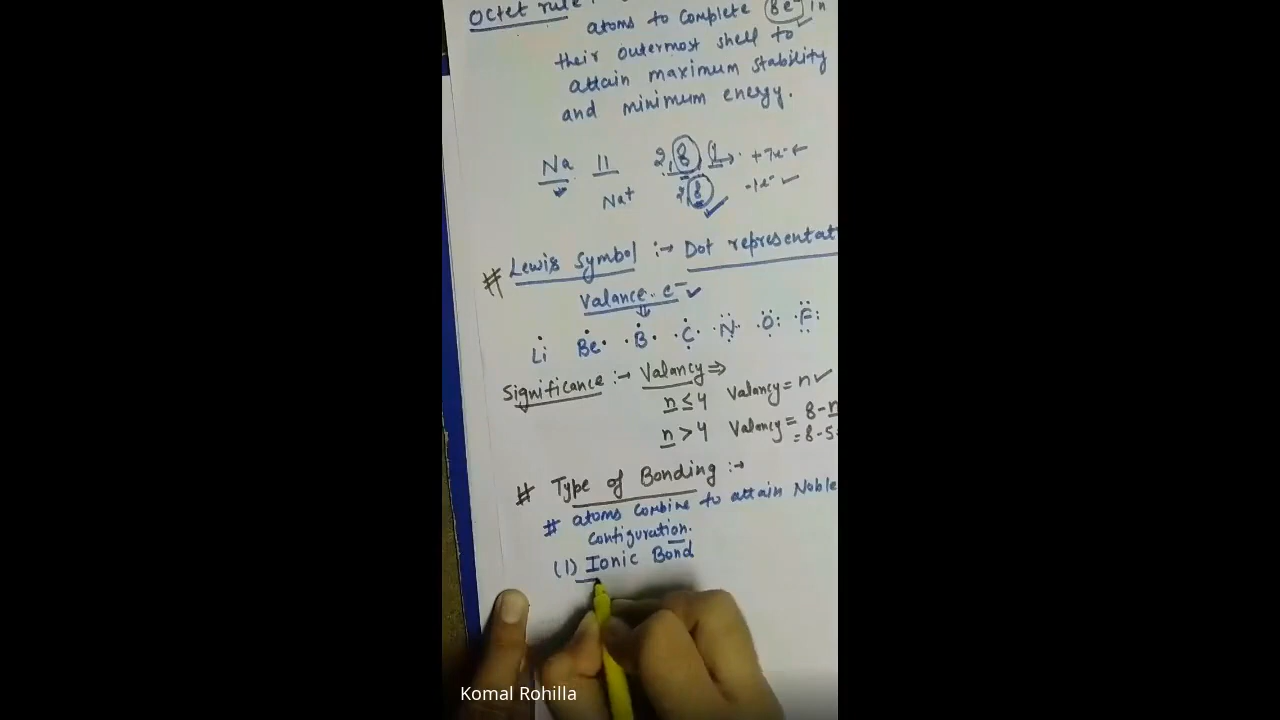 Octet rule
atoms to complete 8e⁻ in
their outermost shell to
attain maximum stability
and minimum energy.
Na 11 2,8,1 → +7e⁻ ←
Na⁺ 2,8 -1e⁻ ✓
# Lewis Symbol :→ Dot representat
Valance e⁻ ✓
Li Be B C N O F
Significance :→ Valancy ⇒
n ≤ 4 Valancy = n ✓
n > 4 Valancy = 8-n
= 8-5
# Type of Bonding :→
# atoms combine to attain Noble
configuration.
(1) Ionic Bond
Komal Rohilla